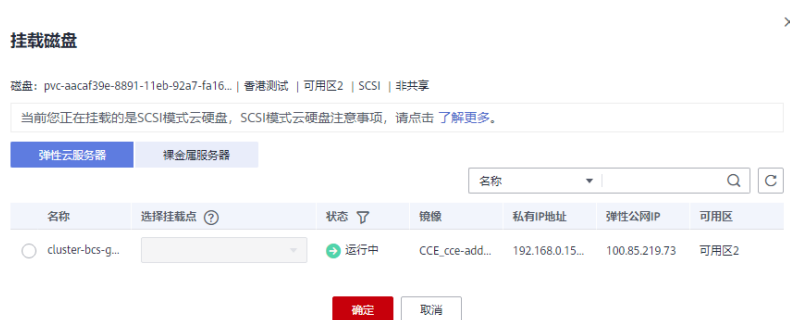 挂载磁盘
磁盘：pvc-aacaf39e-8891-11eb-92a7-fa16... | 香港测试 | 可用区2 | SCSI | 非共享
当前您正在挂载的是SCSI模式云硬盘，SCSI模式云硬盘注意事项，请点击 了解更多。
弹性云服务器 裸金属服务器
名称
名称 选择挂载点 ? 状态 镜像 私有IP地址 弹性公网IP 可用区
cluster-bcs-g... 运行中 CCE_cce-add... 192.168.0.15... 100.85.219.73 可用区2
确定 取消